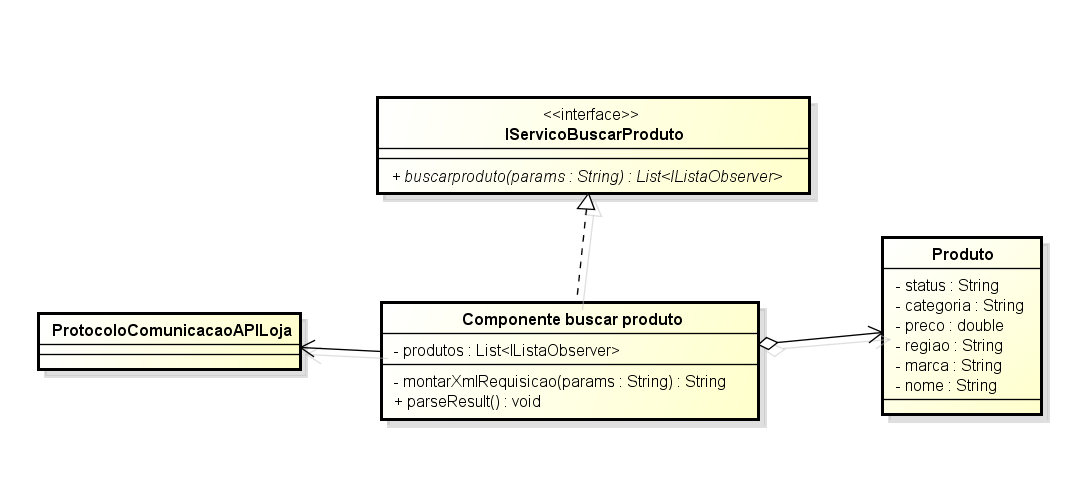 <<interface>>
IServicoBuscarProduto
+ buscarproduto(params : String) : List<IListaObserver>
Produto
- status : String
- categoria : String
- preco : double
- regiao : String
- marca : String
- nome : String
ProtocoloComunicacaoAPILoja
Componente buscar produto
- produtos : List<IListaObserver>
- montarXmlRequisicao(params : String) : String
+ parseResult() : void